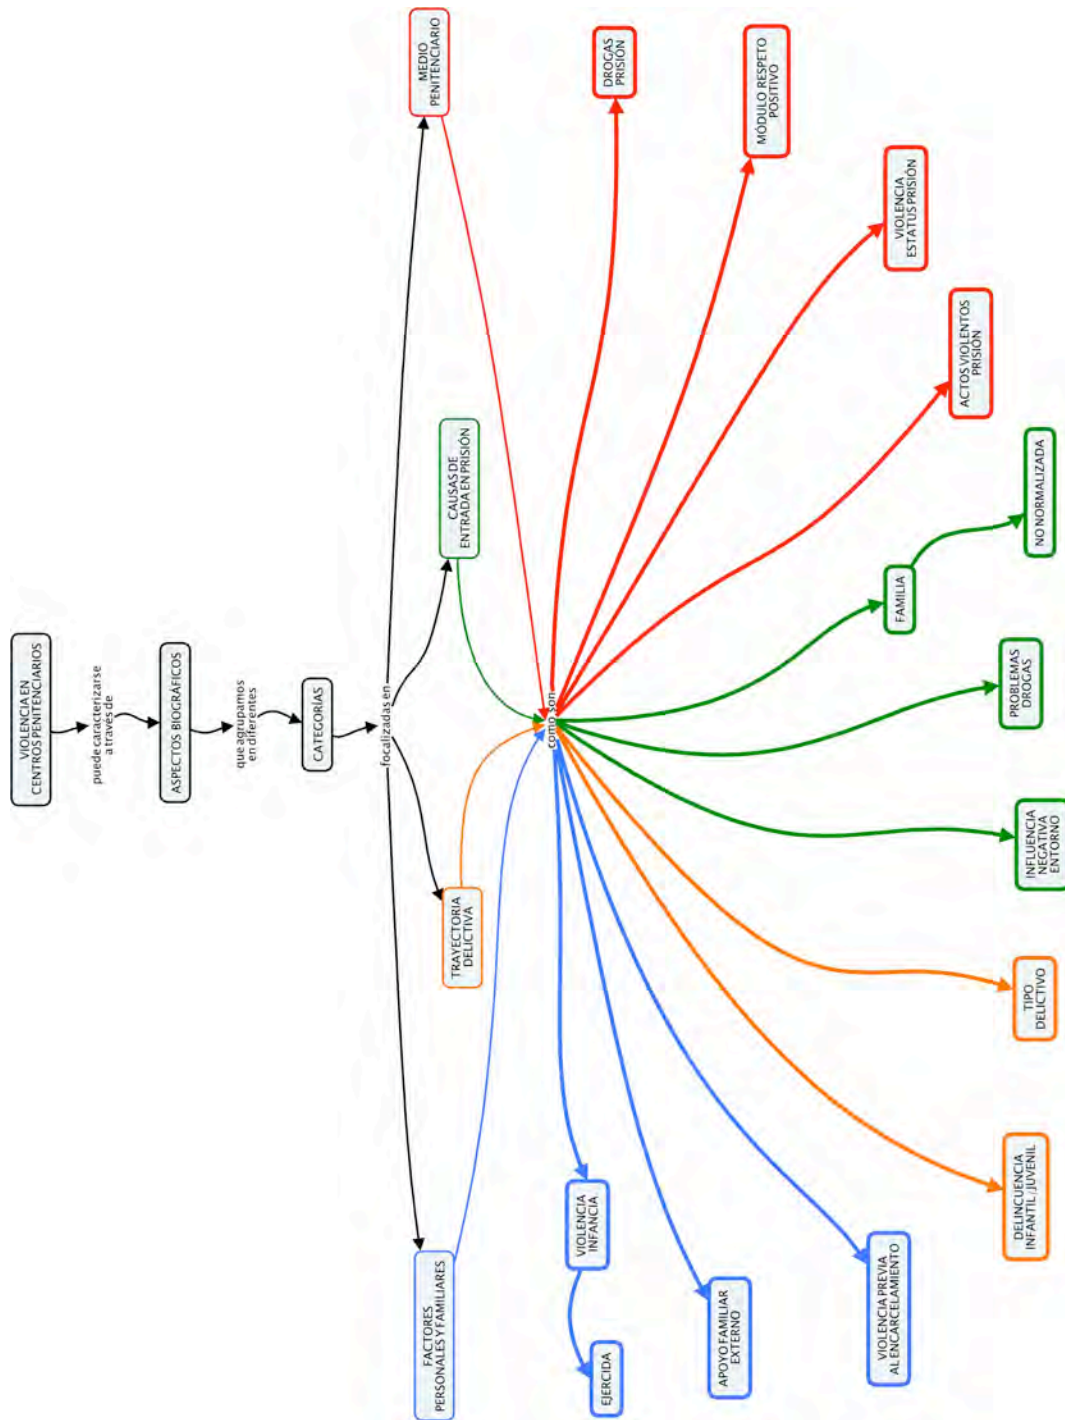 VIOLENCIA EN
CENTROS PENITENCIARIOS
puede caracterizarse
a través de
ASPECTOS BIOGRÁFICOS
que agrupamos
en diferentes
CATEGORÍAS
focalizadas en
FACTORES
PERSONALES Y FAMILIARES
TRAYECTORIA
DELICTIVA
CAUSAS DE
ENTRADA EN PRISIÓN
MEDIO
PENITENCIARIO
como son
EJERCIDA
VIOLENCIA
INFANCIA
APOYO FAMILIAR
EXTERNO
VIOLENCIA PREVIA
AL ENCARCELAMIENTO
DELINCUENCIA
INFANTIL/JUVENIL
TIPO
DELICTIVO
INFLUENCIA
NEGATIVA
ENTORNO
PROBLEMAS
DROGAS
FAMILIA
NO NORMALIZADA
ACTOS VIOLENTOS
PRISIÓN
VIOLENCIA
ESTATUS PRISIÓN
MÓDULO RESPETO
POSITIVO
DROGAS
PRISIÓN